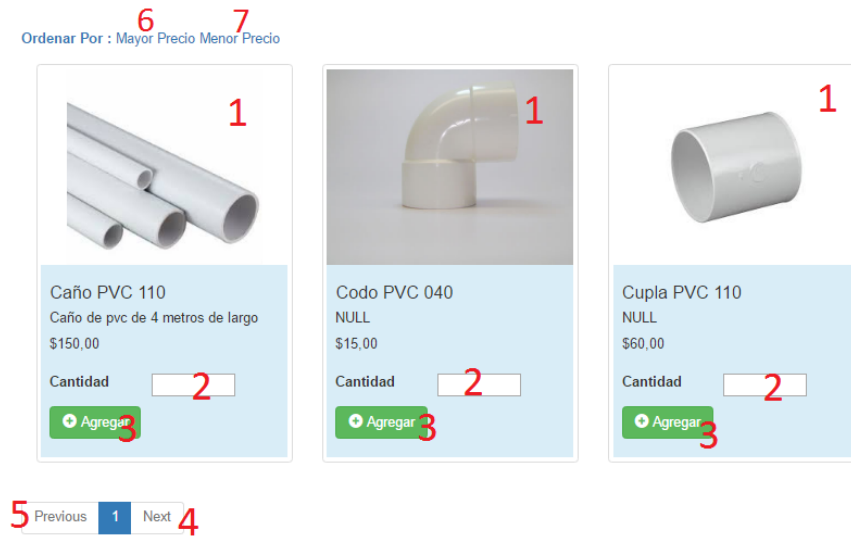 6 7
Ordenar Por : Mayor Precio Menor Precio
1 1 1
Caño PVC 110
Caño de pvc de 4 metros de largo
$150,00
Cantidad 2
Agregar 3
Codo PVC 040
NULL
$15,00
Cantidad 2
Agregar 3
Cupla PVC 110
NULL
$60,00
Cantidad 2
Agregar 3
5 Previous 1 Next 4